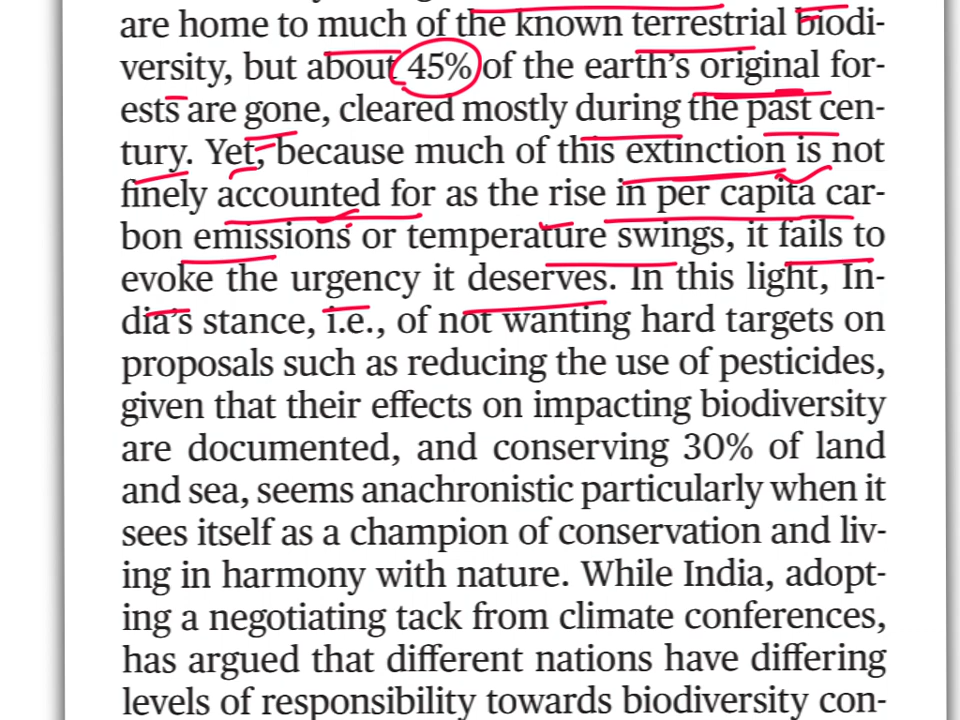 are home to much of the known terrestrial biodi-
versity, but about 45% of the earth's original for-
ests are gone, cleared mostly during the past cen-
tury. Yet, because much of this extinction is not
finely accounted for as the rise in per capita car-
bon emissions or temperature swings, it fails to
evoke the urgency it deserves. In this light, In-
dia's stance, i.e., of not wanting hard targets on
proposals such as reducing the use of pesticides,
given that their effects on impacting biodiversity
are documented, and conserving 30% of land
and sea, seems anachronistic particularly when it
sees itself as a champion of conservation and liv-
ing in harmony with nature. While India, adopt-
ing a negotiating tack from climate conferences,
has argued that different nations have differing
levels of responsibility towards biodiversity con-